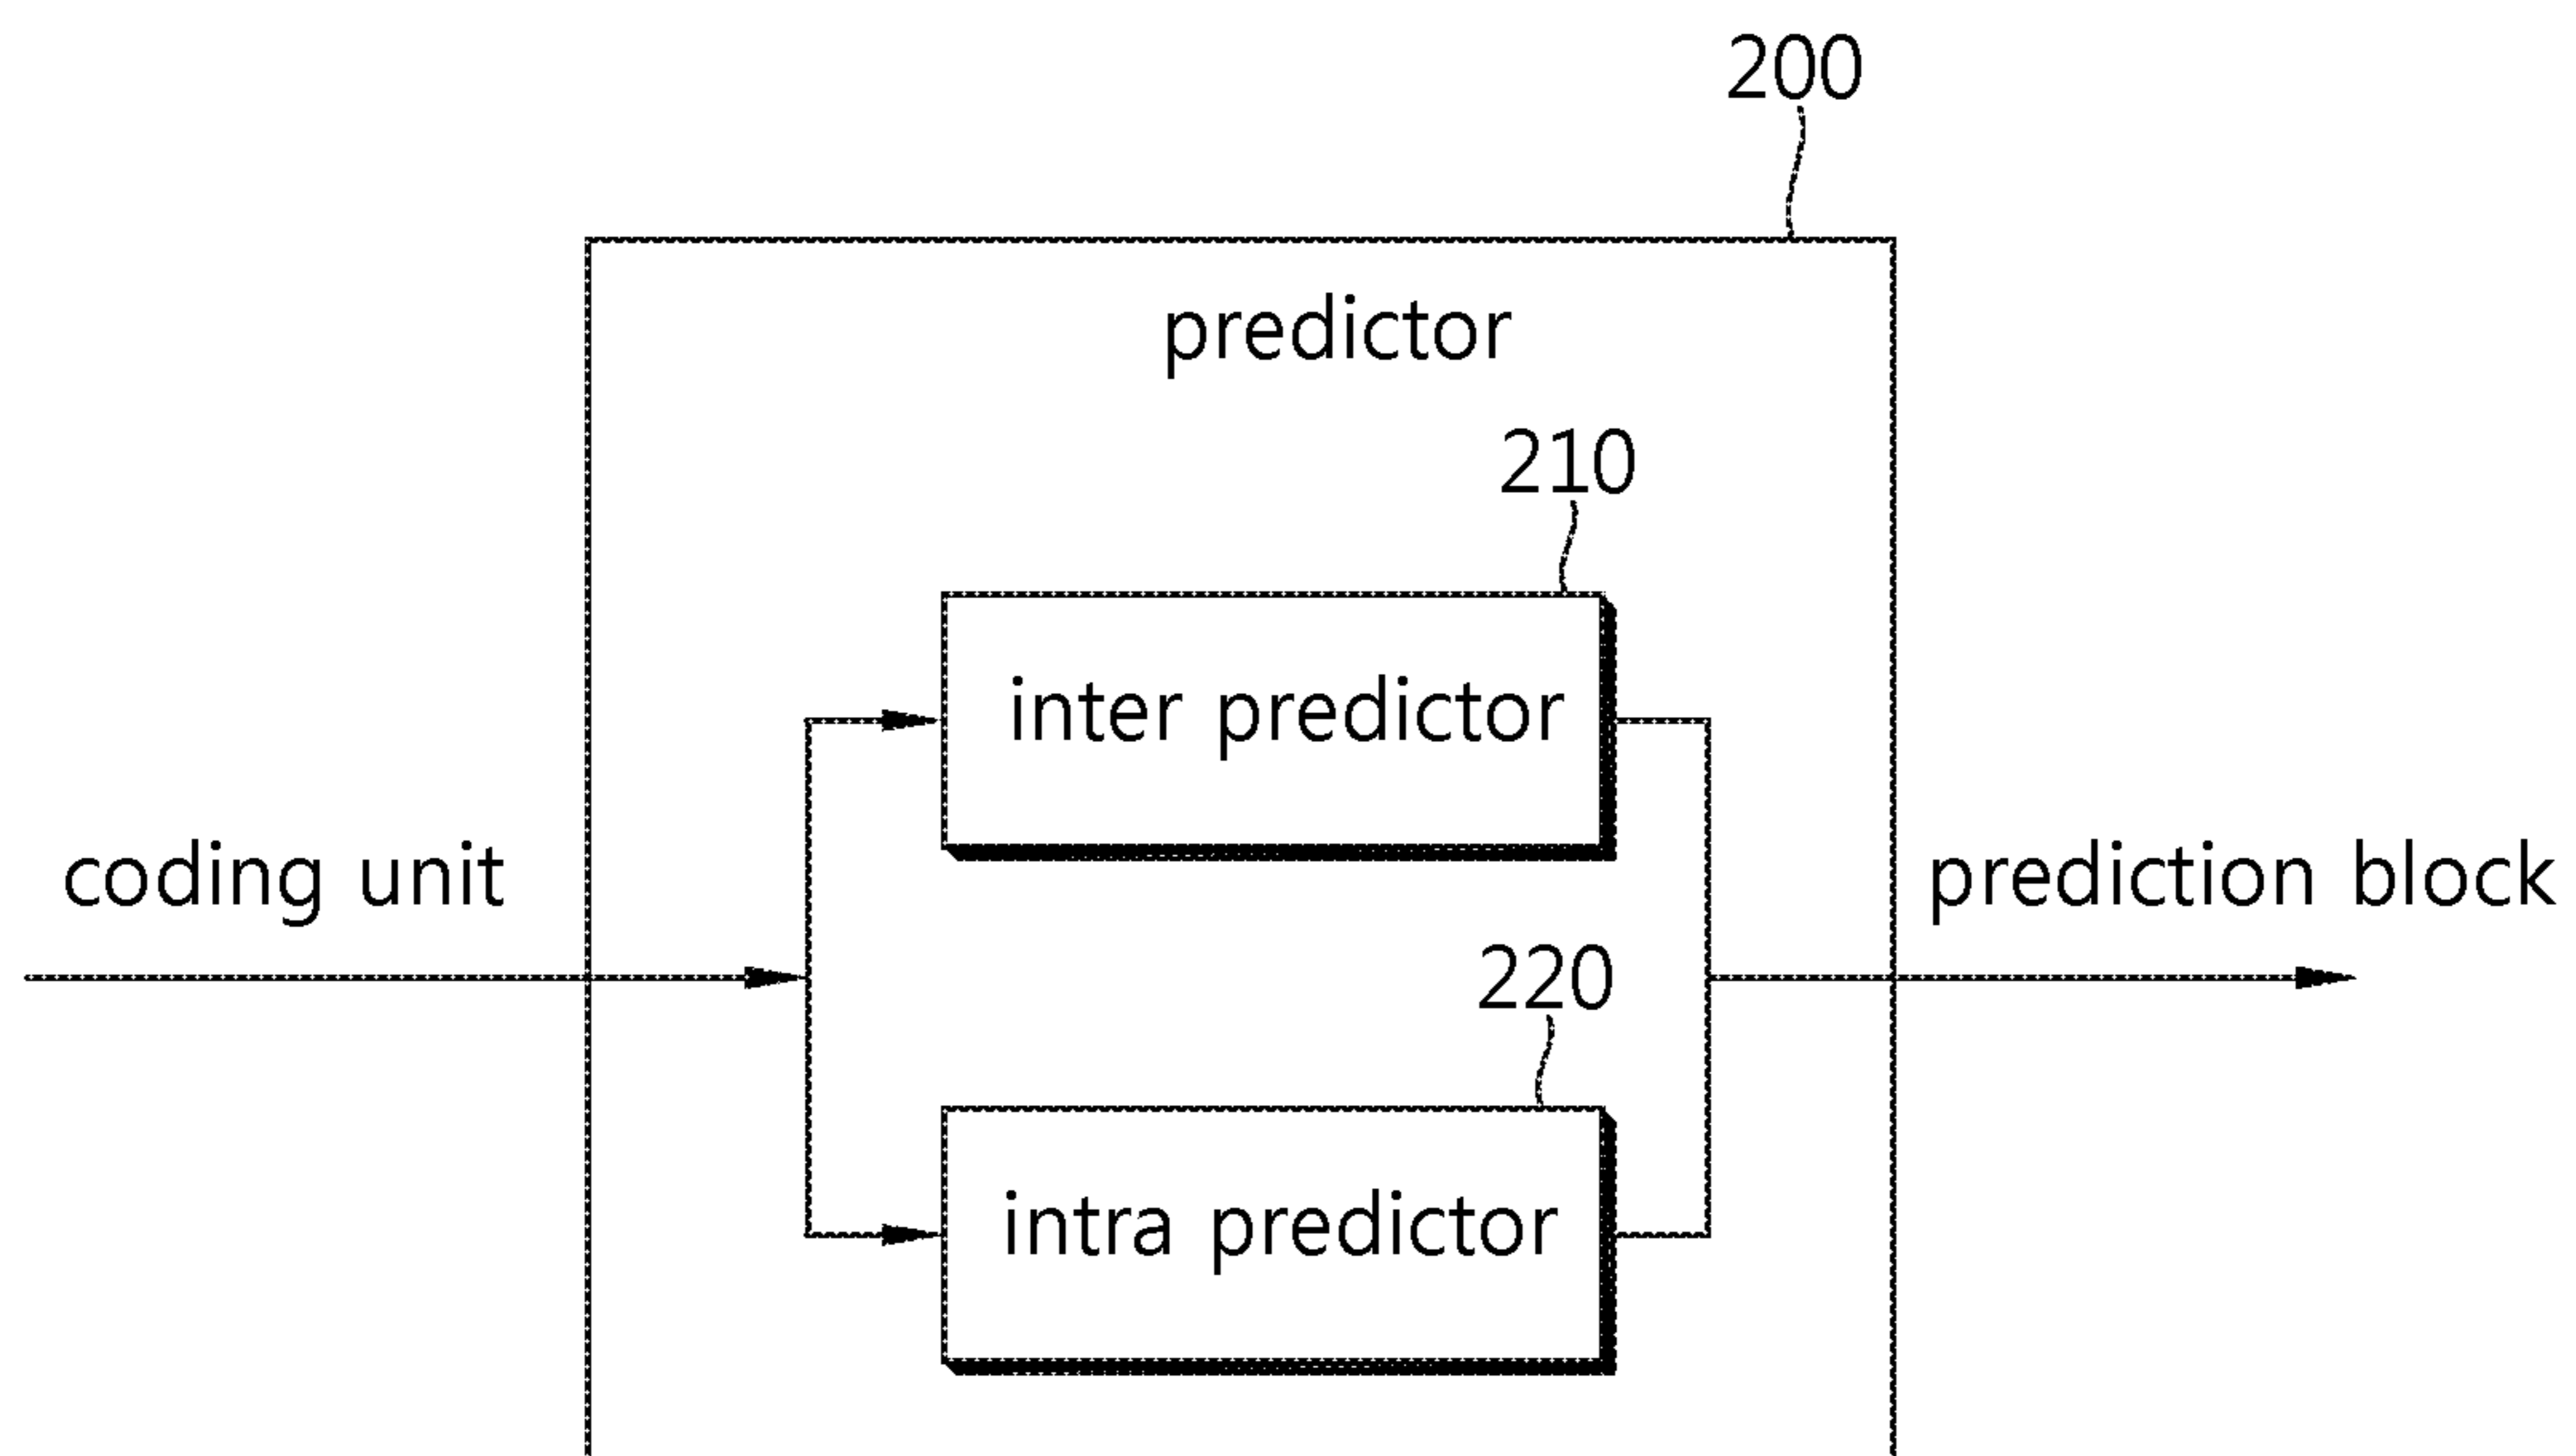 200
predictor
210
inter predictor
coding unit
prediction block
220
intra predictor